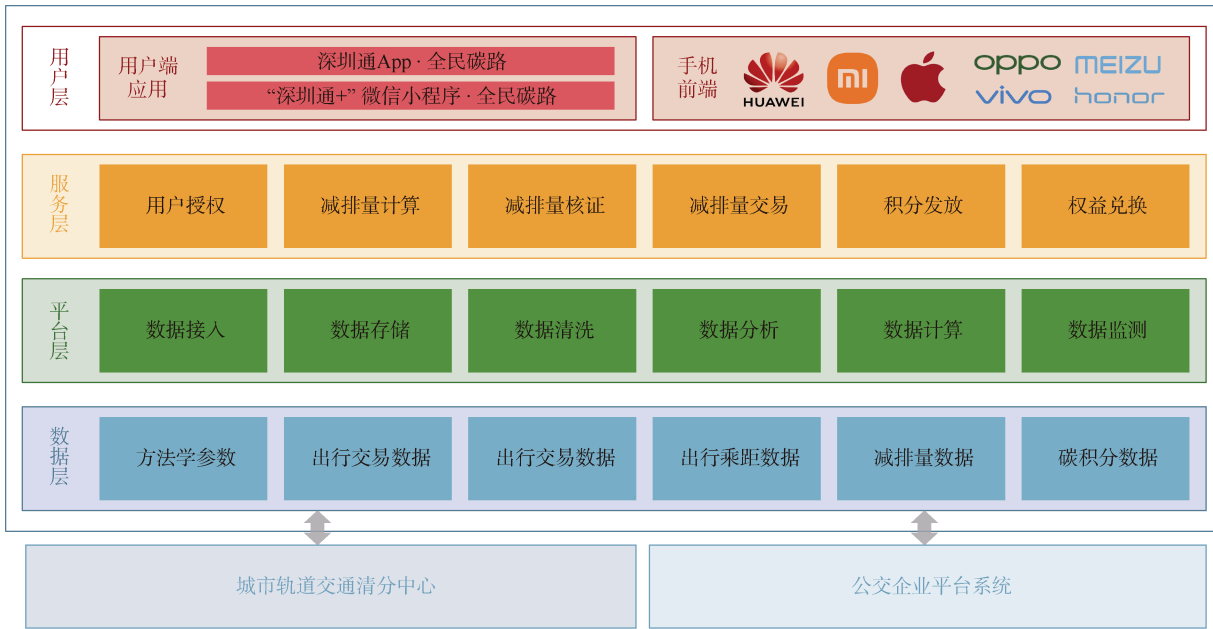 用户层
用户端
应用
深圳通App · 全民碳路
“深圳通+” 微信小程序 · 全民碳路
手机
前端
HUAWEI
mi
oppo
vivo
MEIZU
honor
服务层
用户授权
减排量计算
减排量核证
减排量交易
积分发放
权益兑换
平台层
数据接入
数据存储
数据清洗
数据分析
数据计算
数据监测
数据层
方法学参数
出行交易数据
出行交易数据
出行乘距数据
减排量数据
碳积分数据
城市轨道交通清分中心
公交企业平台系统